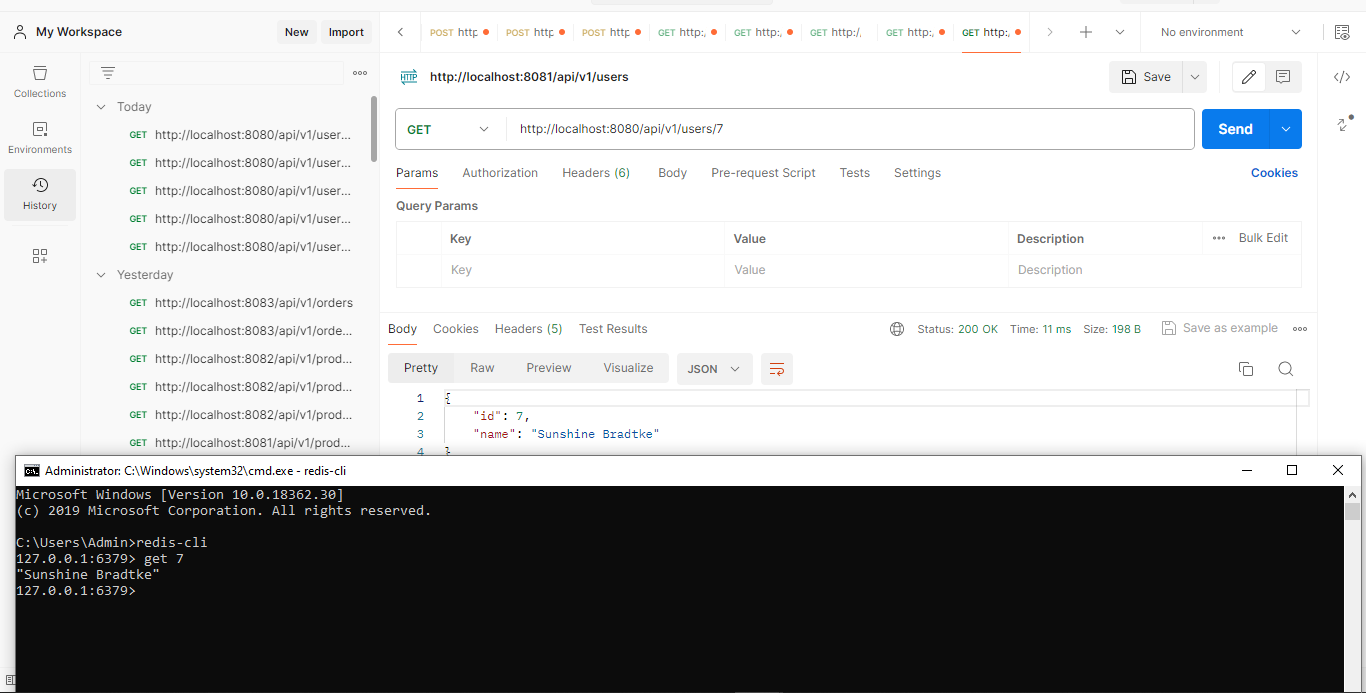 My Workspace
New
Import
POST http
POST http
POST http
GET http:,
GET http:,
GET http:/,
GET http:,
GET http:,
No environment
Collections
Environments
History
Today
GET http://localhost:8080/api/v1/user...
GET http://localhost:8080/api/v1/user...
GET http://localhost:8080/api/v1/user...
GET http://localhost:8080/api/v1/user...
GET http://localhost:8080/api/v1/user...
Yesterday
GET http://localhost:8083/api/v1/orders
GET http://localhost:8083/api/v1/orde...
GET http://localhost:8082/api/v1/prod...
GET http://localhost:8082/api/v1/prod...
GET http://localhost:8082/api/v1/prod...
GET http://localhost:8081/api/v1/prod...
HTTP http://localhost:8081/api/v1/users
Save
</>
GET http://localhost:8080/api/v1/users/7
Send
Params Authorization Headers (6) Body Pre-request Script Tests Settings Cookies
Query Params
Key Value Description Bulk Edit
Key Value Description
Body Cookies Headers (5) Test Results Status: 200 OK Time: 11 ms Size: 198 B Save as example
Pretty Raw Preview Visualize JSON
1 {
2 "id": 7,
3 "name": "Sunshine Bradtke"
4 }
Administrator: C:\Windows\system32\cmd.exe - redis-cli
Microsoft Windows [Version 10.0.18362.30]
(c) 2019 Microsoft Corporation. All rights reserved.
C:\Users\Admin>redis-cli
127.0.0.1:6379> get 7
"Sunshine Bradtke"
127.0.0.1:6379>